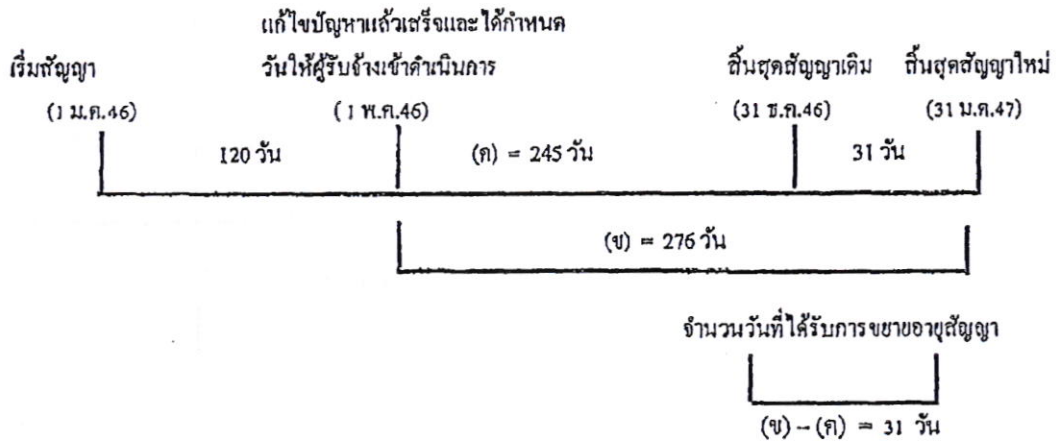 แก้ไขปัญหาแล้วเสร็จและได้กำหนด
เริ่มสัญญา วันให้ผู้รับจ้างเข้าดำเนินการ สิ้นสุดสัญญาเดิม สิ้นสุดสัญญาใหม่
(1 ม.ค.46) (1 พ.ค.46) (31 ธ.ค.46) (31 ม.ค.47)
120 วัน (ค) = 245 วัน 31 วัน
(ข) = 276 วัน
จำนวนวันที่ได้รับการขยายอายุสัญญา
(ข) – (ค) = 31 วัน